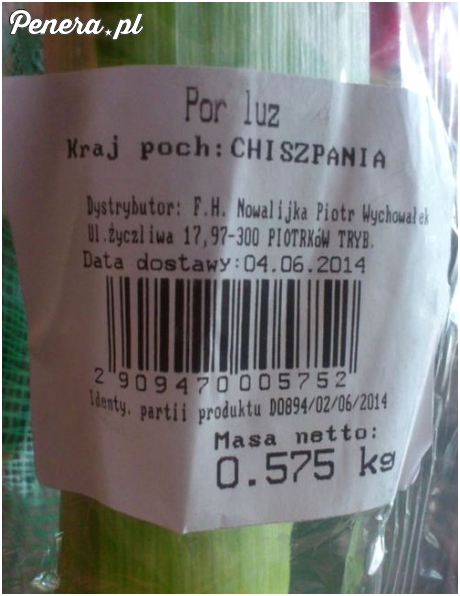 Penera.pl
Por luz
Kraj poch: CHISZPANIA
Dystrybutor: F.H. Nowalijka Piotr Wychowałek
Ul.Życzliwa 17,97-300 PIOTRKÓW TRYB.
Data dostawy:04.06.2014
2 909470 005752
Identy. partii produktu D0894/02/06/2014
Masa netto:
0.575 kg